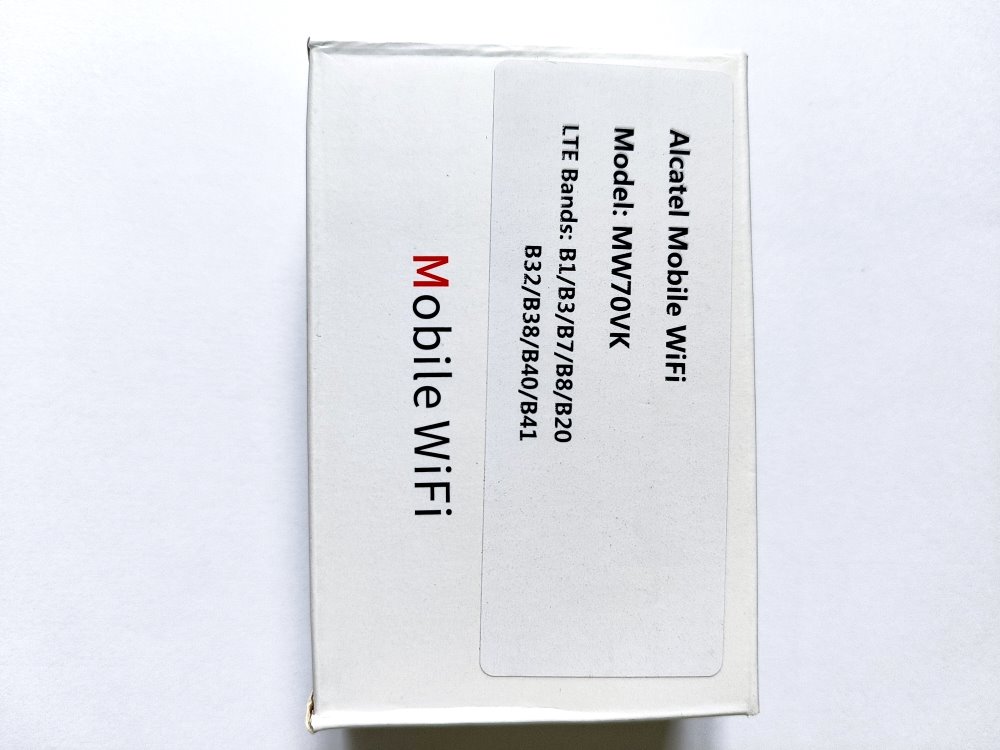 Alcatel Mobile WiFi
Model: MW70VK
LTE Bands: B1/B3/B7/B8/B20
B32/B38/B40/B41
Mobile WiFi